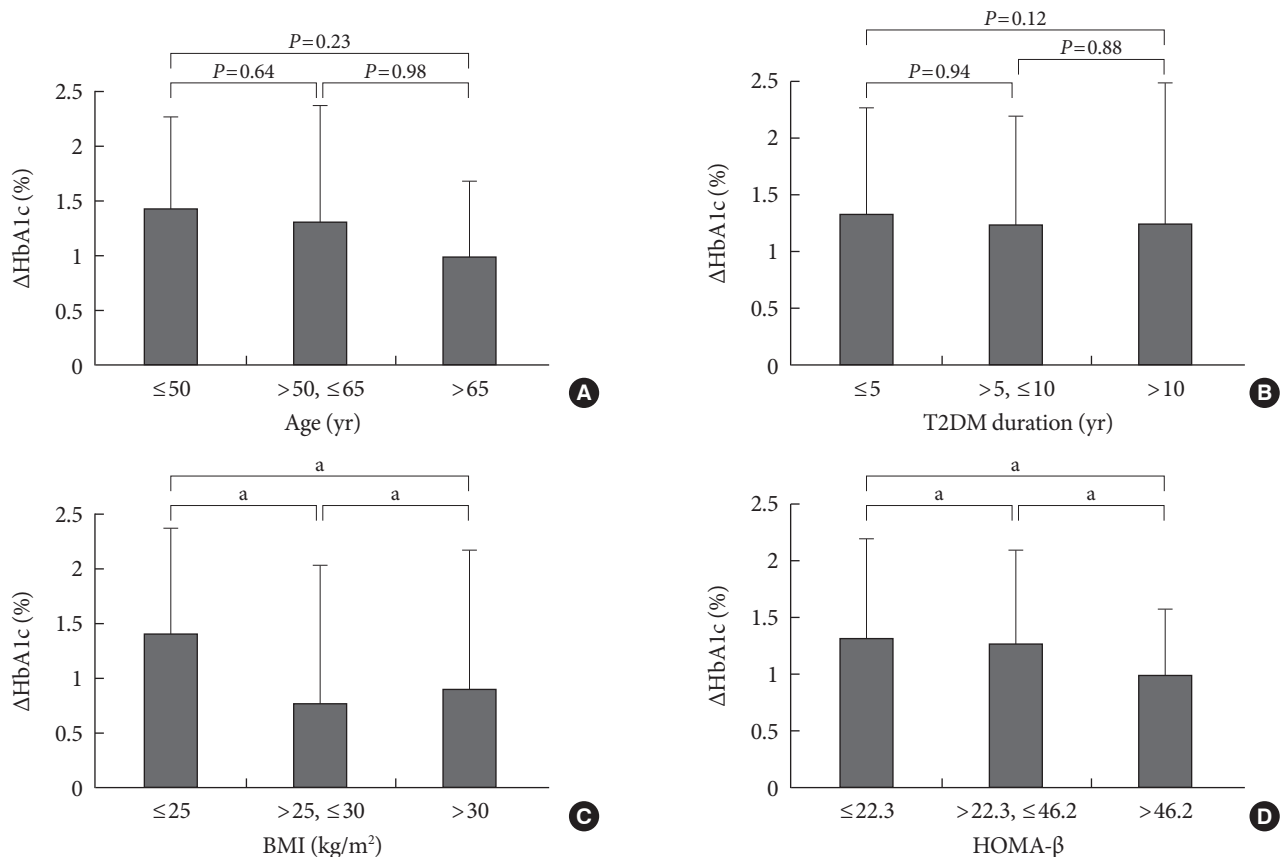 P=0.23
P=0.64
P=0.98
2.5
2
1.5
1
0.5
0
ΔHbA1c (%)
≤50
>50, ≤65
>65
Age (yr)
A
P=0.12
P=0.94
P=0.88
2.5
2
1.5
1
0.5
0
ΔHbA1c (%)
≤5
>5, ≤10
>10
T2DM duration (yr)
B
a
a
a
2.5
2
1.5
1
0.5
0
ΔHbA1c (%)
≤25
>25, ≤30
>30
BMI (kg/m²)
C
a
a
a
2.5
2
1.5
1
0.5
0
ΔHbA1c (%)
≤22.3
>22.3, ≤46.2
>46.2
HOMA-β
D